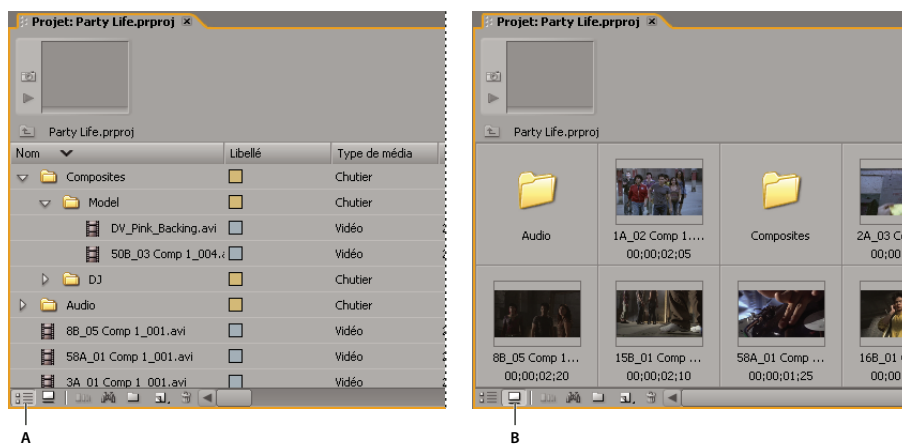 Projet: Party Life.prproj
Party Life.prproj
Nom Libellé Type de média
Composites Chutier
Model Chutier
DV_Pink_Backing.avi Vidéo
50B_03 Comp 1_004.a Vidéo
DJ Chutier
Audio Chutier
8B_05 Comp 1_001.avi Vidéo
58A_01 Comp 1_001.avi Vidéo
3A_01 Comp 1_001.avi Vidéo
A
Projet: Party Life.prproj
Party Life.prproj
Audio 1A_02 Comp 1.... Composites 2A_03 C
00;00;02;05 00;00
8B_05 Comp 1... 15B_01 Comp ... 58A_01 Comp ... 16B_01
00;00;02;20 00;00;02;10 00;00;01;25 00;00
B